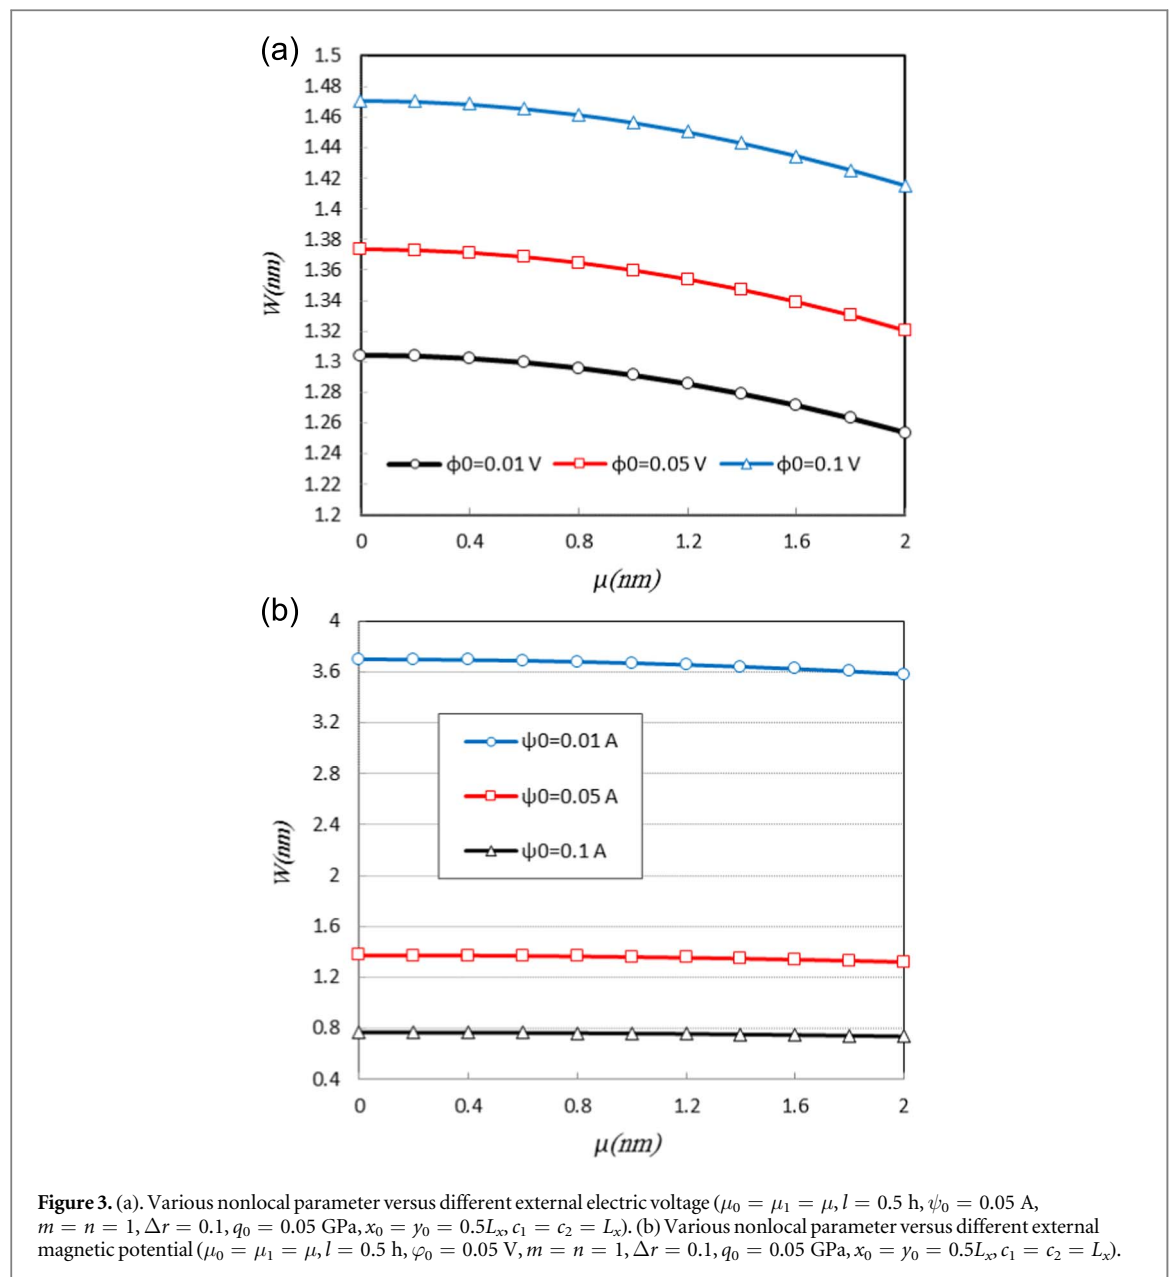 (a)
1.5
1.48
1.46
1.44
1.42
1.4
1.38
1.36
1.34
1.32
1.3
1.28
1.26
1.24
1.22
1.2
W(nm)
ϕ0=0.01 V
ϕ0=0.05 V
ϕ0=0.1 V
0 0.4 0.8 1.2 1.6 2
μ(nm)
(b)
4
3.6
3.2
2.8
2.4
2
1.6
1.2
0.8
0.4
W(nm)
ψ0=0.01 A
ψ0=0.05 A
ψ0=0.1 A
0 0.4 0.8 1.2 1.6 2
μ(nm)
Figure 3. (a). Various nonlocal parameter versus different external electric voltage (μ₀ = μ₁ = μ, l = 0.5 h, ψ₀ = 0.05 A,
m = n = 1, Δr = 0.1, q₀ = 0.05 GPa, x₀ = y₀ = 0.5Lₓ, c₁ = c₂ = Lₓ). (b) Various nonlocal parameter versus different external
magnetic potential (μ₀ = μ₁ = μ, l = 0.5 h, φ₀ = 0.05 V, m = n = 1, Δr = 0.1, q₀ = 0.05 GPa, x₀ = y₀ = 0.5Lₓ, c₁ = c₂ = Lₓ).